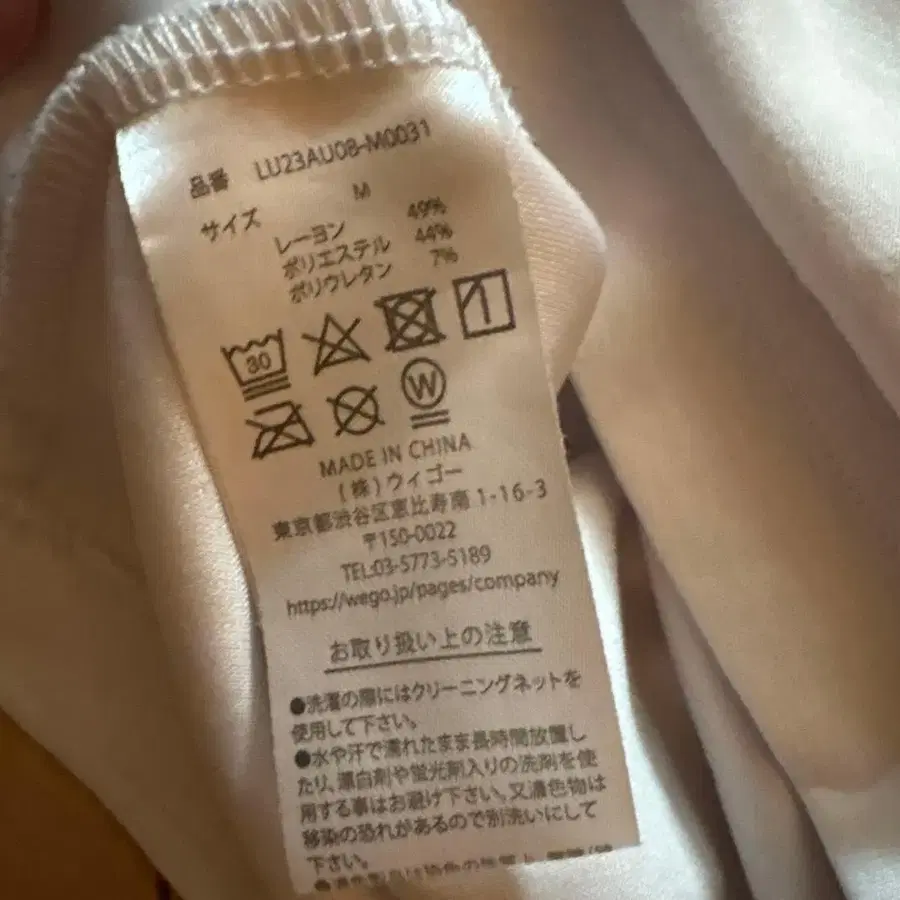 品番 LU23AU08-M0031
サイズ M
レーヨン 49%
ポリエステル 44%
ポリウレタン 7%
30
W
MADE IN CHINA
(株)ウィゴー
東京都渋谷区恵比寿南 1-16-3
〒150-0022
TEL:03-5773-5189
https://wego.jp/pages/company
お取り扱い上の注意
●洗濯の際にはクリーニングネットを
使用して下さい。
●水や汗で濡れたまま長時間放置し
たり、漂白剤や蛍光剤入りの洗剤を使
用する事はお避け下さい。又濃色物は
移染の恐れがあるので別洗いにして
下さい。